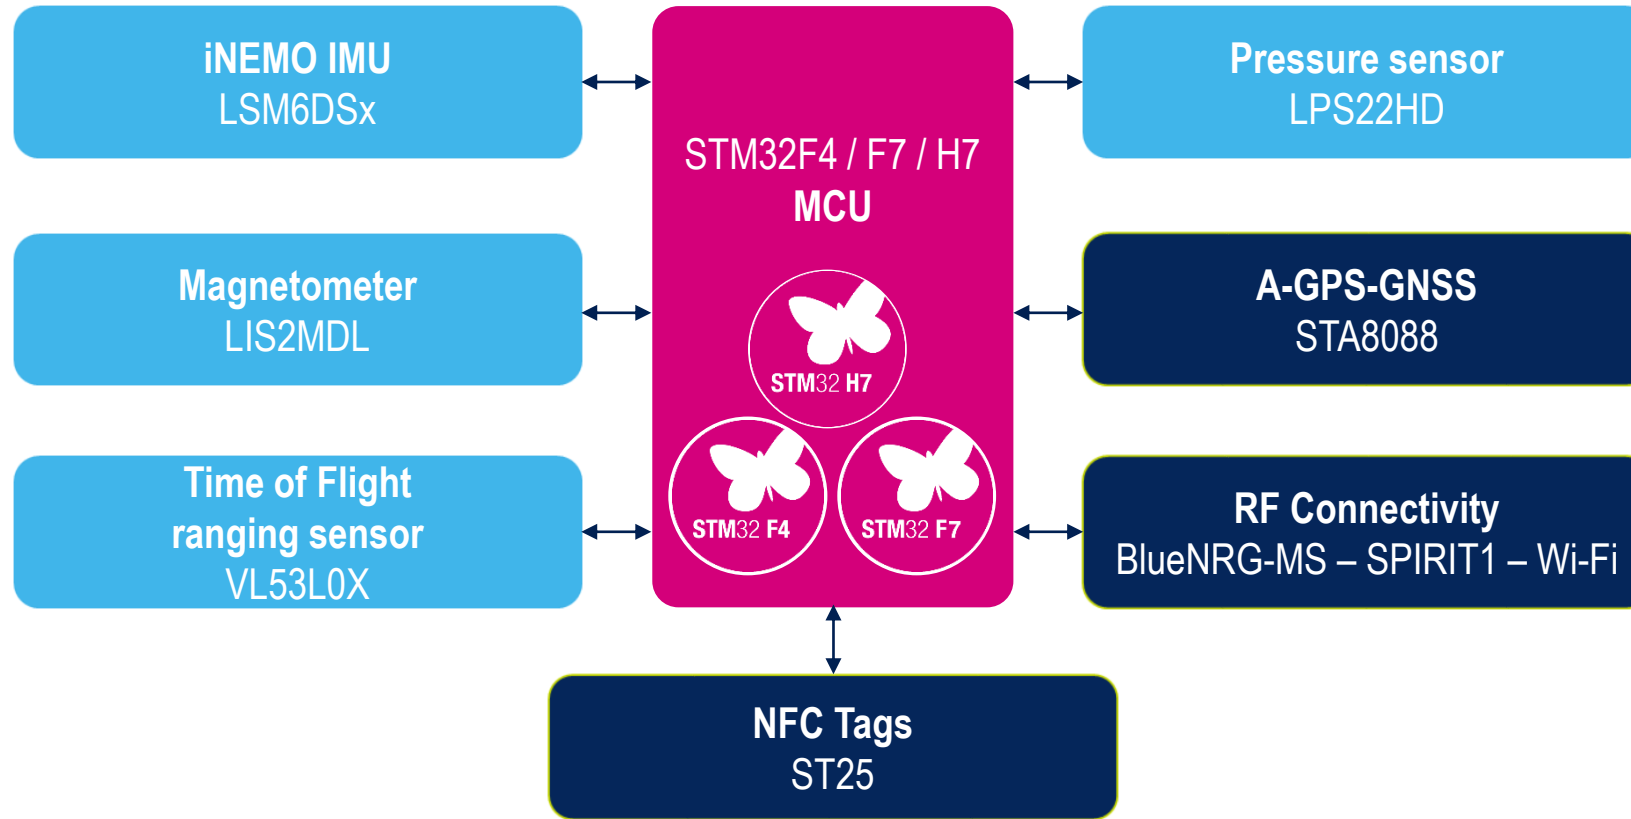 iNEMO IMU
LSM6DSx
Magnetometer
LIS2MDL
Time of Flight
ranging sensor
VL53L0X
STM32F4 / F7 / H7
MCU
STM32 H7
STM32 F4
STM32 F7
Pressure sensor
LPS22HD
A-GPS-GNSS
STA8088
RF Connectivity
BlueNRG-MS – SPIRIT1 – Wi-Fi
NFC Tags
ST25